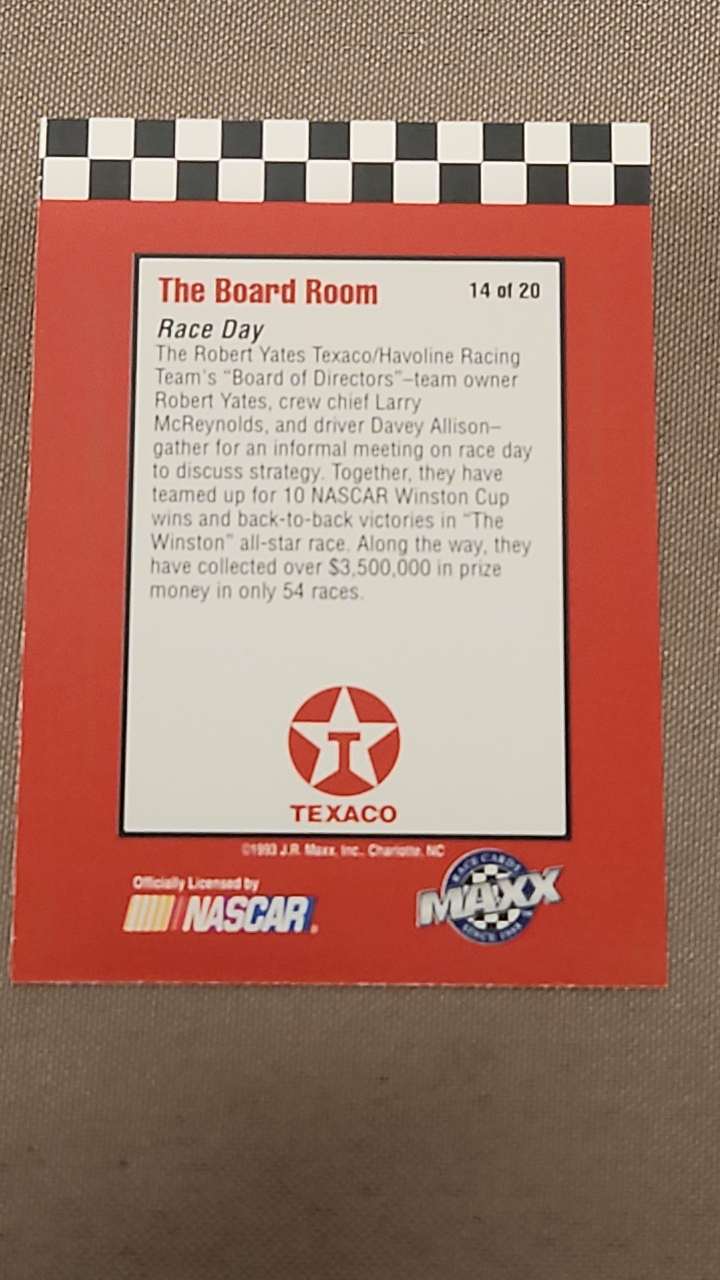 The Board Room 14 of 20
Race Day
The Robert Yates Texaco/Havoline Racing
Team's "Board of Directors"–team owner
Robert Yates, crew chief Larry
McReynolds, and driver Davey Allison–
gather for an informal meeting on race day
to discuss strategy. Together, they have
teamed up for 10 NASCAR Winston Cup
wins and back-to-back victories in "The
Winston" all-star race. Along the way, they
have collected over $3,500,000 in prize
money in only 54 races.
T
TEXACO
©1993 J.R. Maxx, Inc., Charlotte, NC
Officially Licensed by
NASCAR®
RACE CARDS
MAXX
SINCE 1988